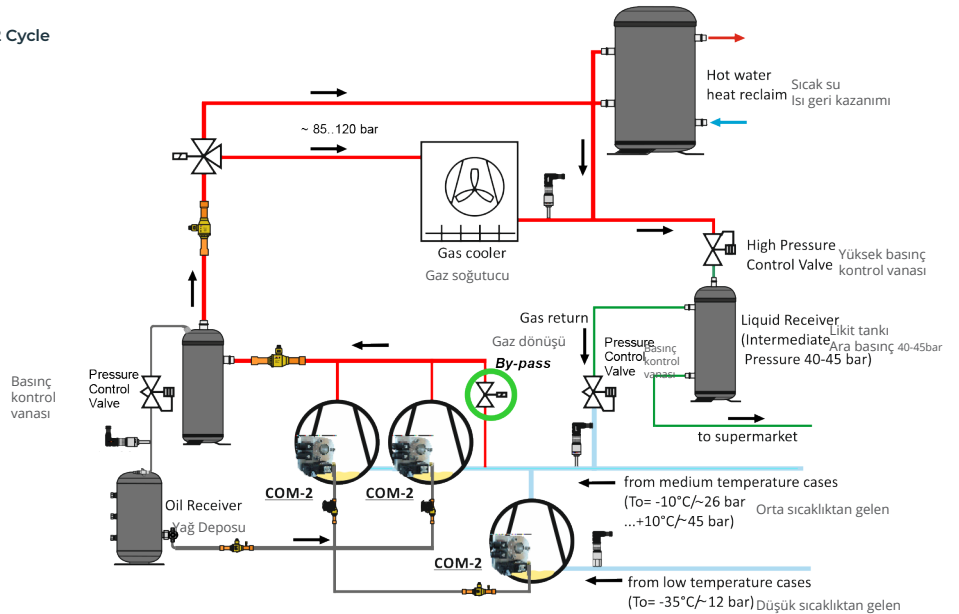 Cycle
Hot water
heat reclaim
Sıcak su
Isı geri kazanımı
~ 85..120 bar
Gas cooler
Gaz soğutucu
High Pressure
Control Valve
Yüksek basınç
kontrol vanası
Gas return
Gaz dönüşü
By-pass
Pressure
Control
Valve
Basınç
kontrol
vanası
Liquid Receiver
(Intermediate
Pressure 40-45 bar)
Likit tankı
Ara basınç 40-45bar
to supermarket
Basınç
kontrol
vanası
Pressure
Control
Valve
COM-2
COM-2
from medium temperature cases
(To= -10°C/~26 bar
...+10°C/~45 bar)
Orta sıcaklıktan gelen
Oil Receiver
Yağ Deposu
COM-2
from low temperature cases
(To= -35°C/~12 bar)
Düşük sıcaklıktan gelen